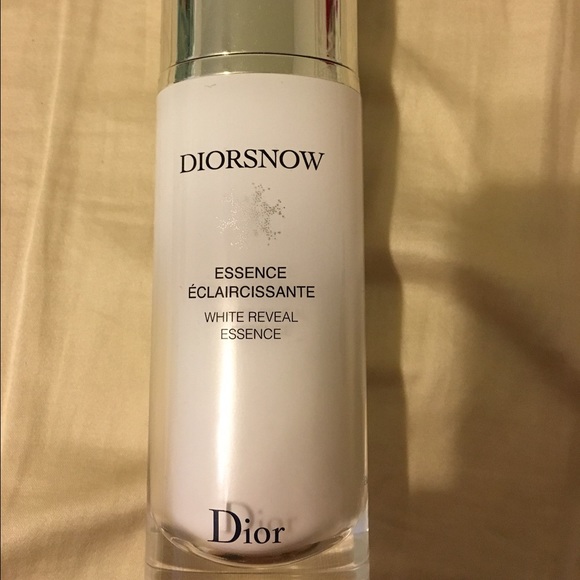 DIORSNOW
ESSENCE
ÉCLAIRCISSANTE
WHITE REVEAL
ESSENCE
Dior